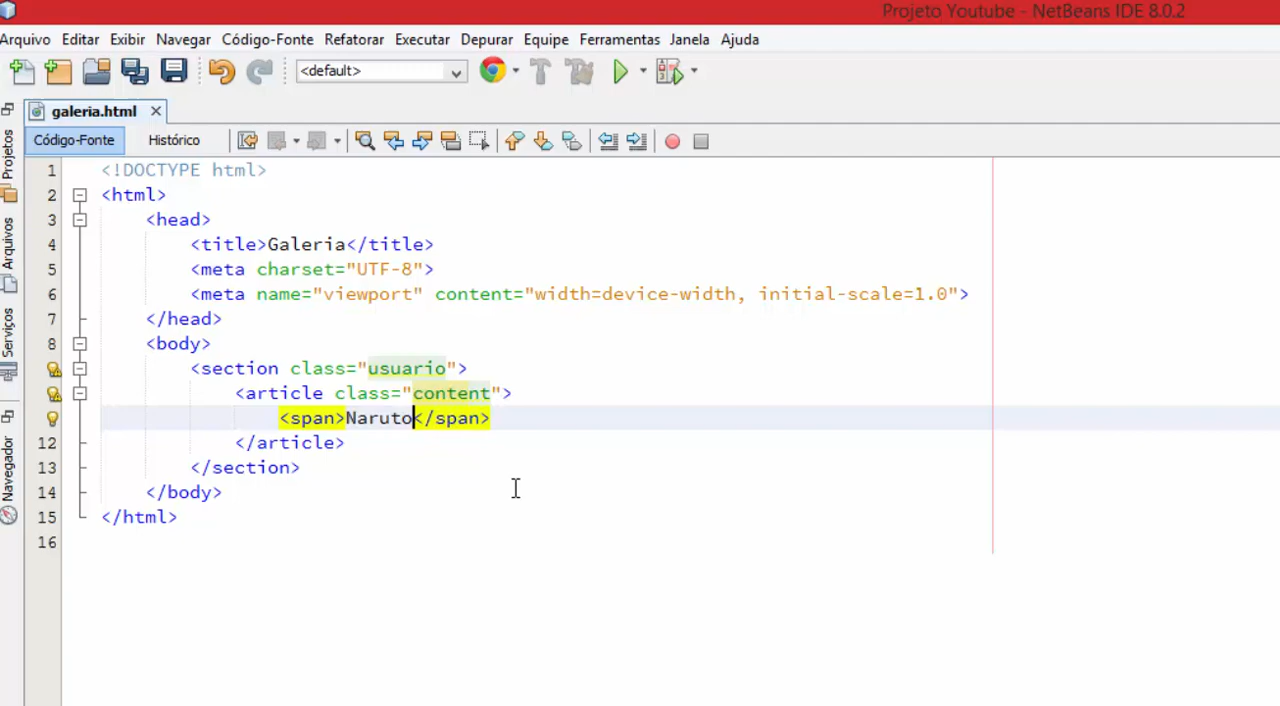 Projeto Youtube - NetBeans IDE 8.0.2
Arquivo Editar Exibir Navegar Código-Fonte Refatorar Executar Depurar Equipe Ferramentas Janela Ajuda
<default>
galeria.html
Código-Fonte Histórico
Projetos
Arquivos
Serviços
Navegador
1 <!DOCTYPE html>
2 <html>
3 <head>
4 <title>Galeria</title>
5 <meta charset="UTF-8">
6 <meta name="viewport" content="width=device-width, initial-scale=1.0">
7 </head>
8 <body>
<section class="usuario">
<article class="content">
<span>Naruto</span>
12 </article>
13 </section>
14 </body>
15 </html>
16